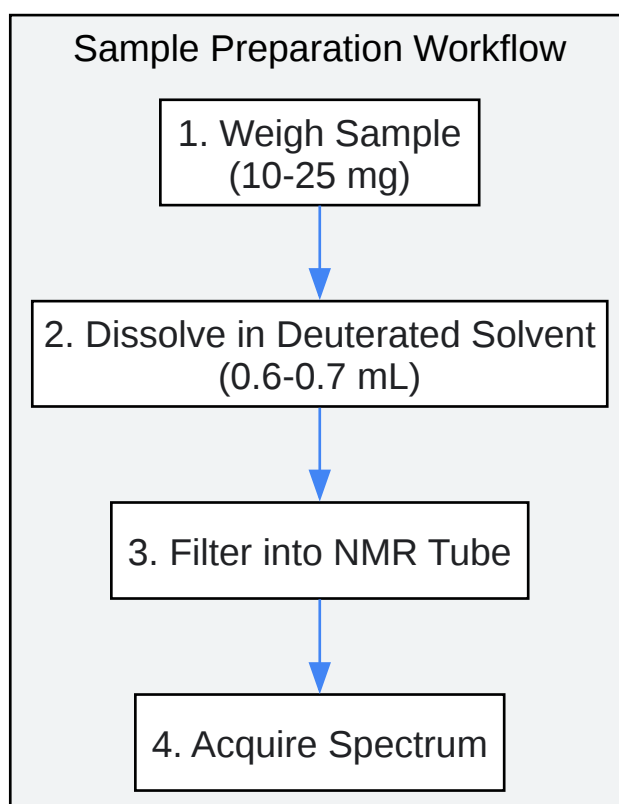 Sample Preparation Workflow
1. Weigh Sample
(10-25 mg)
2. Dissolve in Deuterated Solvent
(0.6-0.7 mL)
3. Filter into NMR Tube
4. Acquire Spectrum